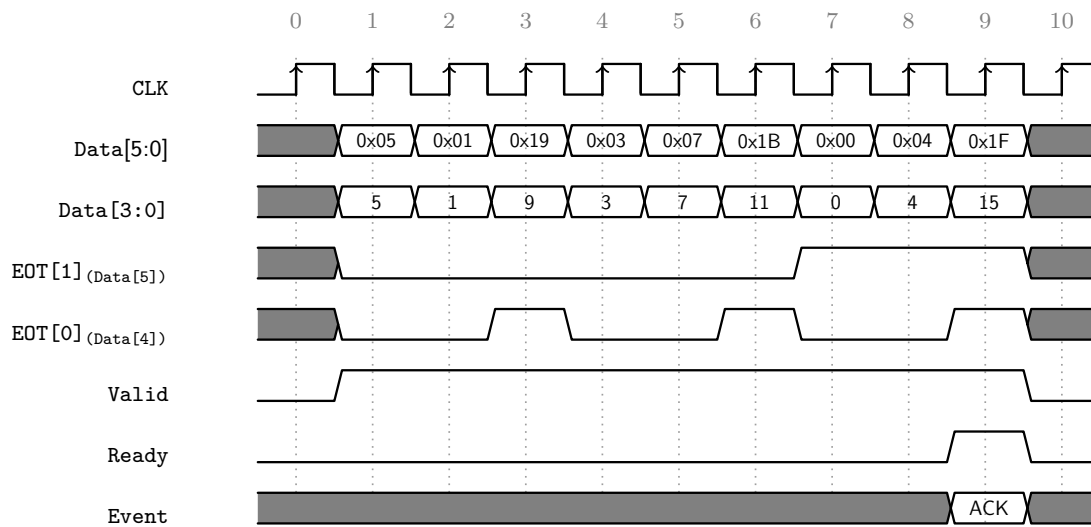 0 1 2 3 4 5 6 7 8 9 10
CLK
Data[5:0] 0x05 0x01 0x19 0x03 0x07 0x1B 0x00 0x04 0x1F
Data[3:0] 5 1 9 3 7 11 0 4 15
EOT[1](Data[5])
EOT[0](Data[4])
Valid
Ready
Event ACK